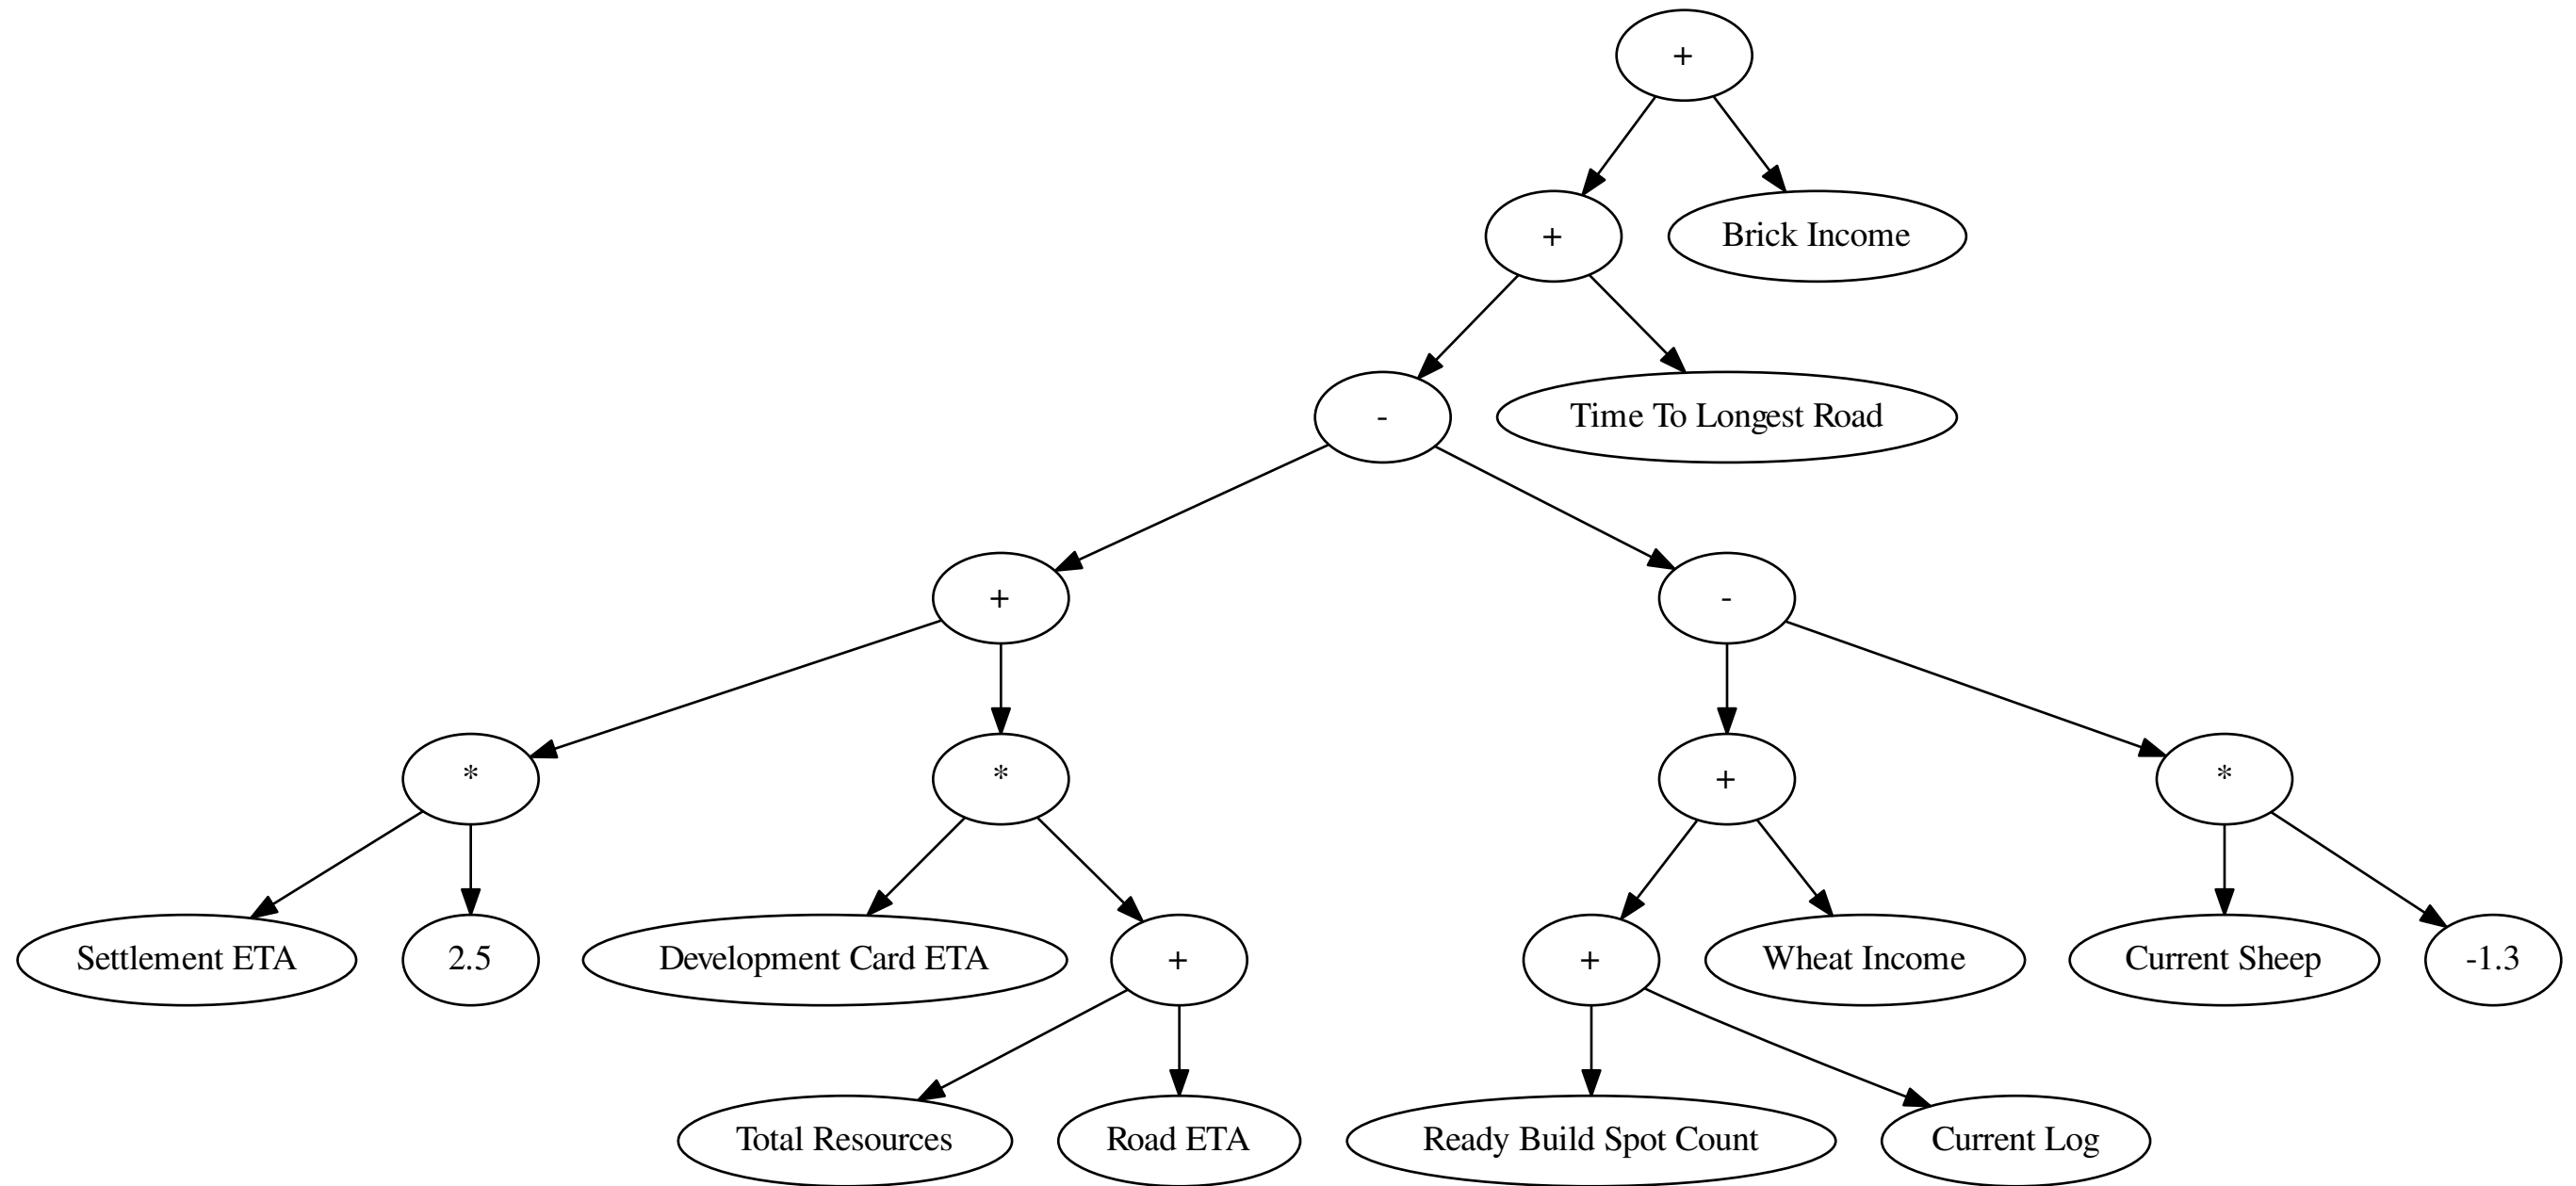 +
+
Brick Income
-
Time To Longest Road
+
-
*
*
+
*
Settlement ETA
2.5
Development Card ETA
+
+
Wheat Income
Current Sheep
-1.3
Total Resources
Road ETA
Ready Build Spot Count
Current Log